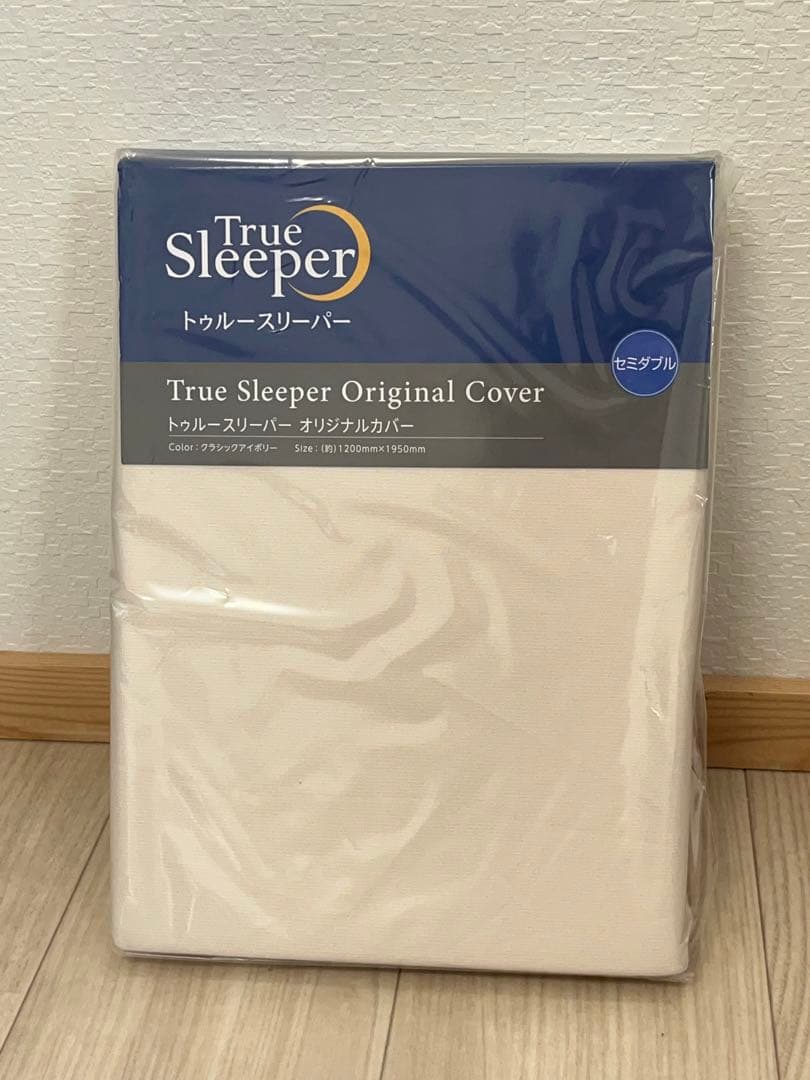 True
Sleeper
トゥルースリーパー
セミダブル
True Sleeper Original Cover
トゥルースリーパー オリジナルカバー
Color : クラシックアイボリー Size : (約) 1200mm×1950mm